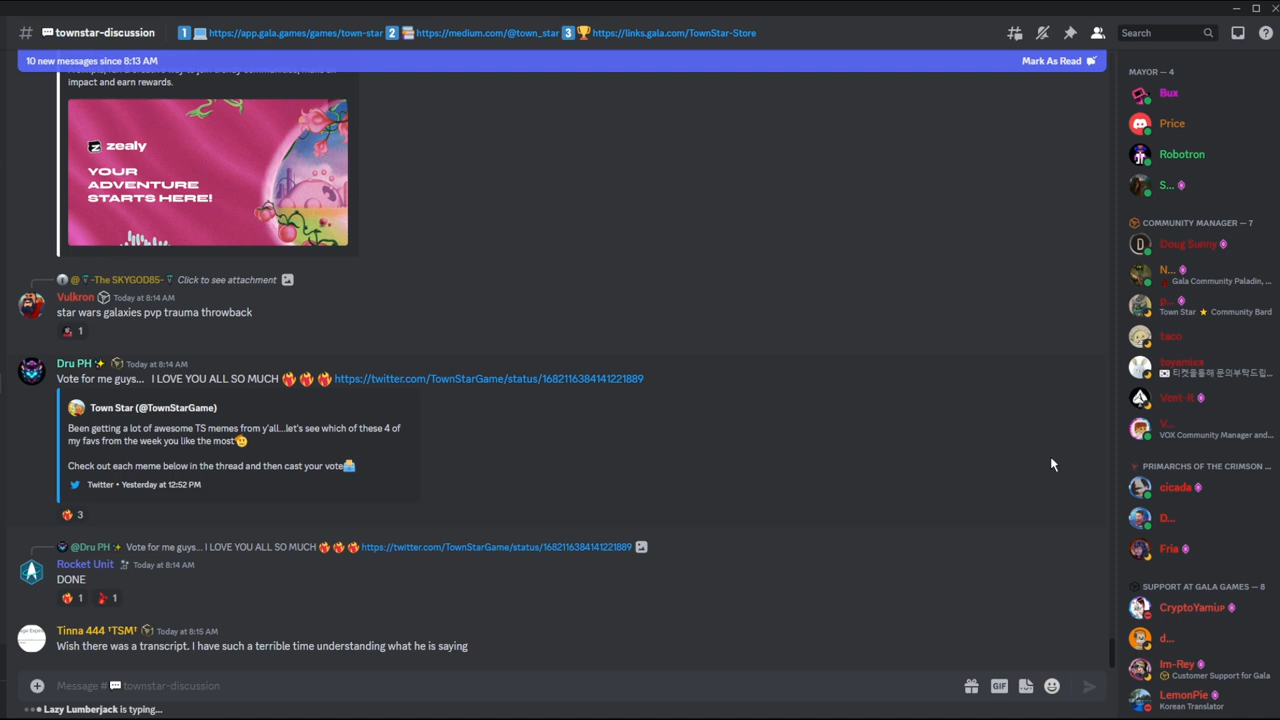 townstar-discussion
1 https://app.gala.games/games/town-star 2 https://medium.com/@town_star 3 https://links.gala.com/TownStar-Store
Search
10 new messages since 8:13 AM
Mark As Read
impact and earn rewards.
zealy
YOUR
ADVENTURE
STARTS HERE!
@ -The SKYGOD85- Click to see attachment
Vulkron Today at 8:14 AM
star wars galaxies pvp trauma throwback
1
Dru PH Today at 8:14 AM
Vote for me guys... I LOVE YOU ALL SO MUCH https://twitter.com/TownStarGame/status/1682116384141221889
Town Star (@TownStarGame)
Been getting a lot of awesome TS memes from y'all...let's see which of these 4 of
my favs from the week you like the most
Check out each meme below in the thread and then cast your vote
Twitter • Yesterday at 12:52 PM
3
@Dru PH Vote for me guys... I LOVE YOU ALL SO MUCH https://twitter.com/TownStarGame/status/1682116384141221889
Rocket Unit Today at 8:14 AM
DONE
1 1
Tinna 444 †TSM† Today at 8:15 AM
Wish there was a transcript. I have such a terrible time understanding what he is saying
Message # townstar-discussion
GIF
Lazy Lumberjack is typing...
MAYOR — 4
Bux
Price
Robotron
S...
COMMUNITY MANAGER — 7
Doug Sunny
N...
Gala Community Paladin, ...
p...
Town Star ★ Community Bard
taco
toyamixx
티켓을통해 문의부탁드립...
Vont-It
V...
VOX Community Manager and...
PRIMARCHS OF THE CRIMSON ...
cicada
D...
Fria
SUPPORT AT GALA GAMES — 8
CryptoYamiJP
d...
Im-Rey
Customer Support for Gala
LemonPie
Korean Translator